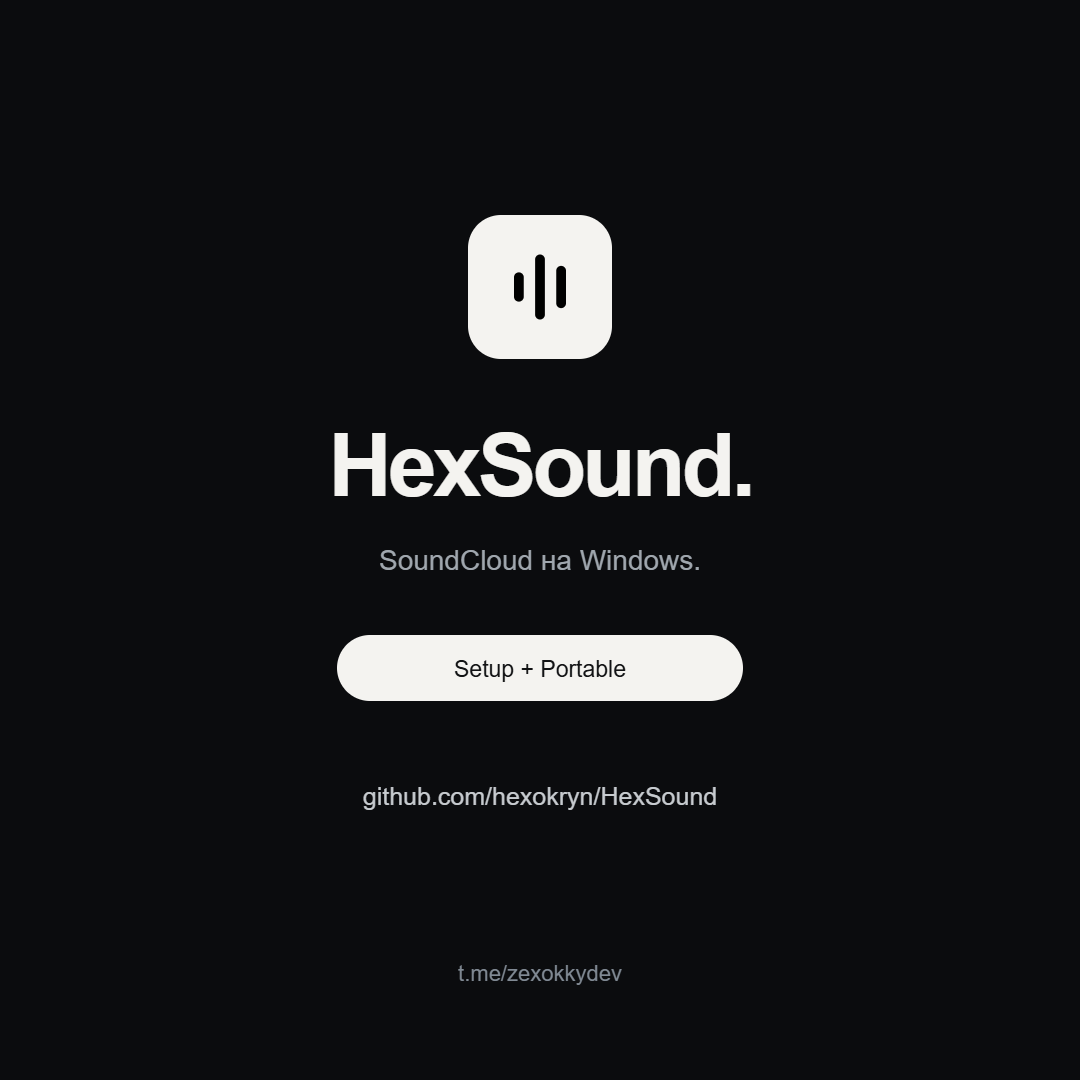 HexSound.
SoundCloud на Windows.
Setup + Portable
github.com/hexokryn/HexSound
t.me/zexokkydev